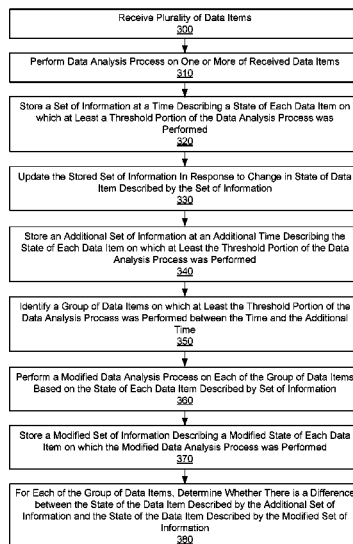 Receive Plurality of Data Items
300
Perform Data Analysis Process on One or More of Received Data Items
310
Store a Set of Information at a Time Describing a State of Each Data Item on
which at Least a Threshold Portion of the Data Analysis Process was
Performed
320
Update the Stored Set of Information In Response to Change in State of Data
Item Described by the Set of Information
330
Store an Additional Set of Information at an Additional Time Describing the
State of Each Data Item on which at Least the Threshold Portion of the Data
Analysis Process was Performed
340
Identify a Group of Data Items on which at Least the Threshold Portion of the
Data Analysis Process was Performed between the Time and the Additional
Time
350
Perform a Modified Data Analysis Process on Each of the Group of Data Items
Based on the State of Each Data Item Described by Set of Information
360
Store a Modified Set of Information Describing a Modified State of Each Data
Item on which the Modified Data Analysis Process was Performed
370
For Each of the Group of Data Items, Determine Whether There is a Difference
between the State of the Data Item Described by the Additional Set of
Information and the State of the Data Item Described by the Modified Set of
Information
380